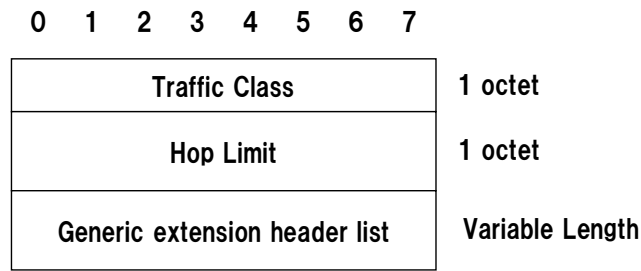 0 1 2 3 4 5 6 7
Traffic Class 1 octet
Hop Limit 1 octet
Generic extension header list Variable Length